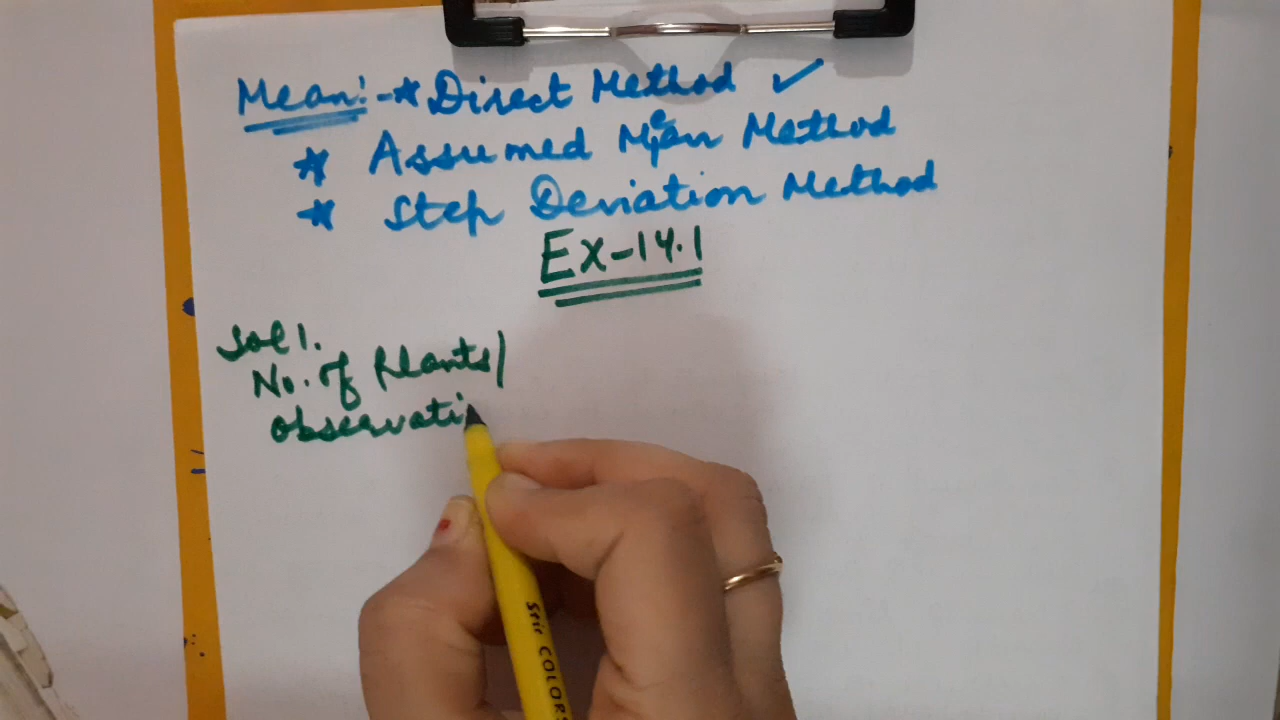 Mean:- * Direct Method ✓
* Assumed Mean Method
* Step Deviation Method
Ex-14.1
Sol 1.
No. of Plants/
observati
Stic COLORS